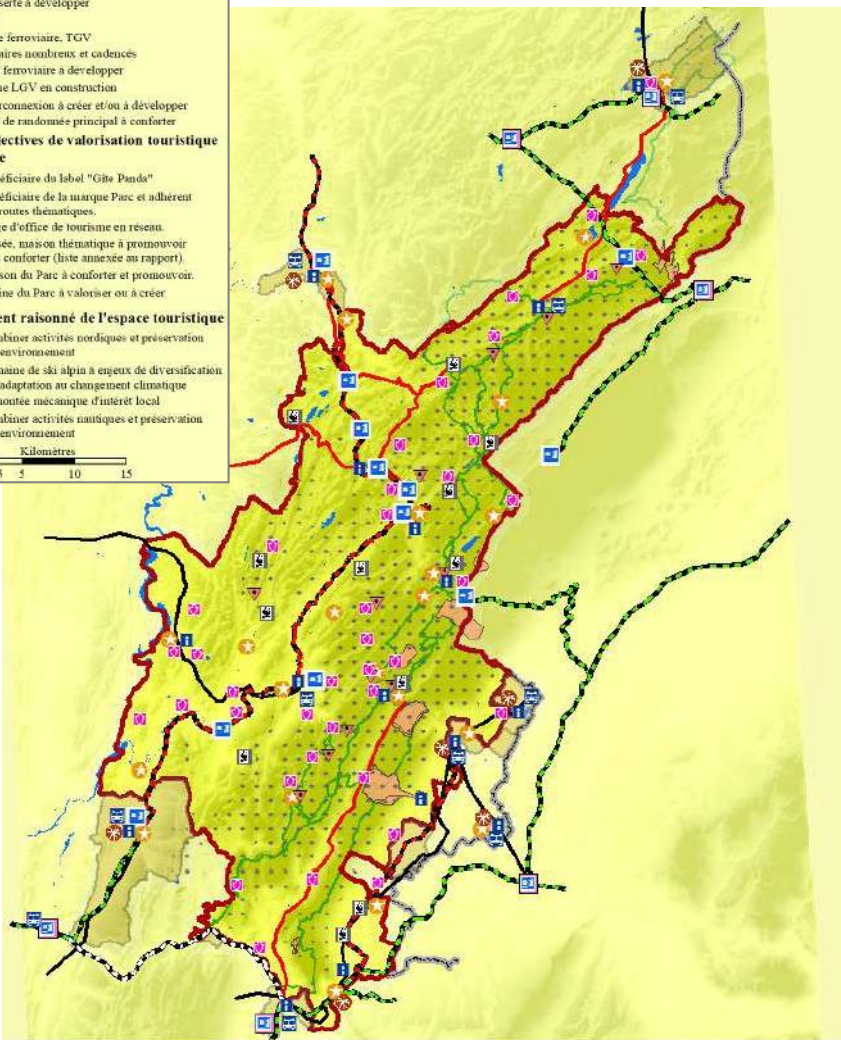 serte à développer
e ferroviaire, TGV
aires nombreux et cadencés
ferroviaire à développer
ne LGV en construction
rconnexion à créer et/ou à développer
de randonnée principal à conforter
lectives de valorisation touristique
e
éficiaire du label "Gîte Panda"
éficiaire de la marque Parc et adhérent
routes thématiques.
e d'office de tourisme en réseau.
sée, maison thématique à promouvoir
conforter (liste annexée au rapport).
son du Parc à conforter et promouvoir.
ine du Parc à valoriser ou à créer
ent raisonné de l'espace touristique
mbiner activités nordiques et préservation
environnement
maine de ski alpin à enjeux de diversification
adaptation au changement climatique
montée mécanique d'intérêt local
mbiner activités nautiques et préservation
environnement
Kilomètres
5 10 15